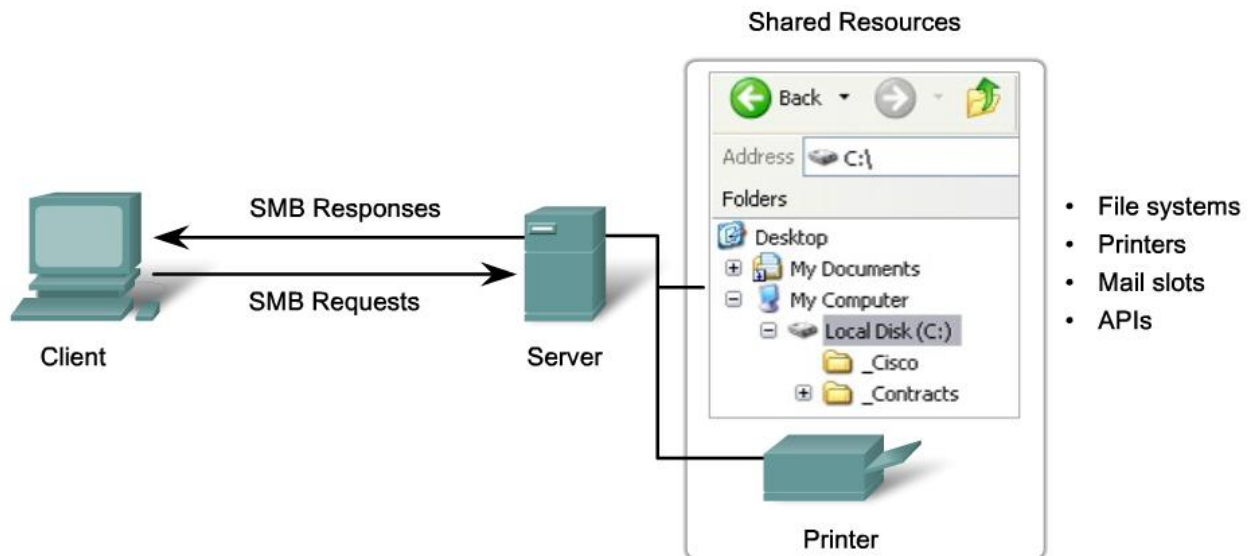 Shared Resources
Back
Address C:\
Folders
Desktop
My Documents
My Computer
Local Disk (C:)
_Cisco
_Contracts
Printer
SMB Responses
SMB Requests
Client
Server
• File systems
• Printers
• Mail slots
• APIs